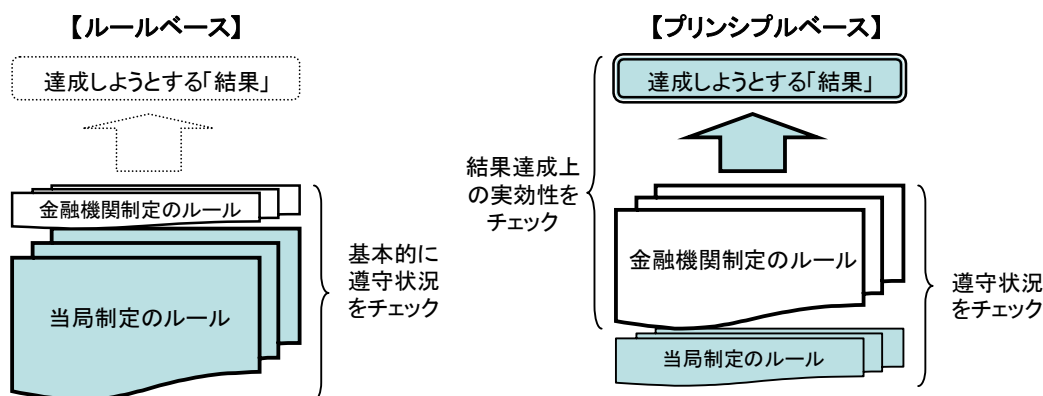 【ルールベース】
達成しようとする「結果」
金融機関制定のルール
当局制定のルール
基本的に
遵守状況
をチェック
【プリンシプルベース】
達成しようとする「結果」
結果達成上
の実効性を
チェック
金融機関制定のルール
当局制定のルール
遵守状況
をチェック